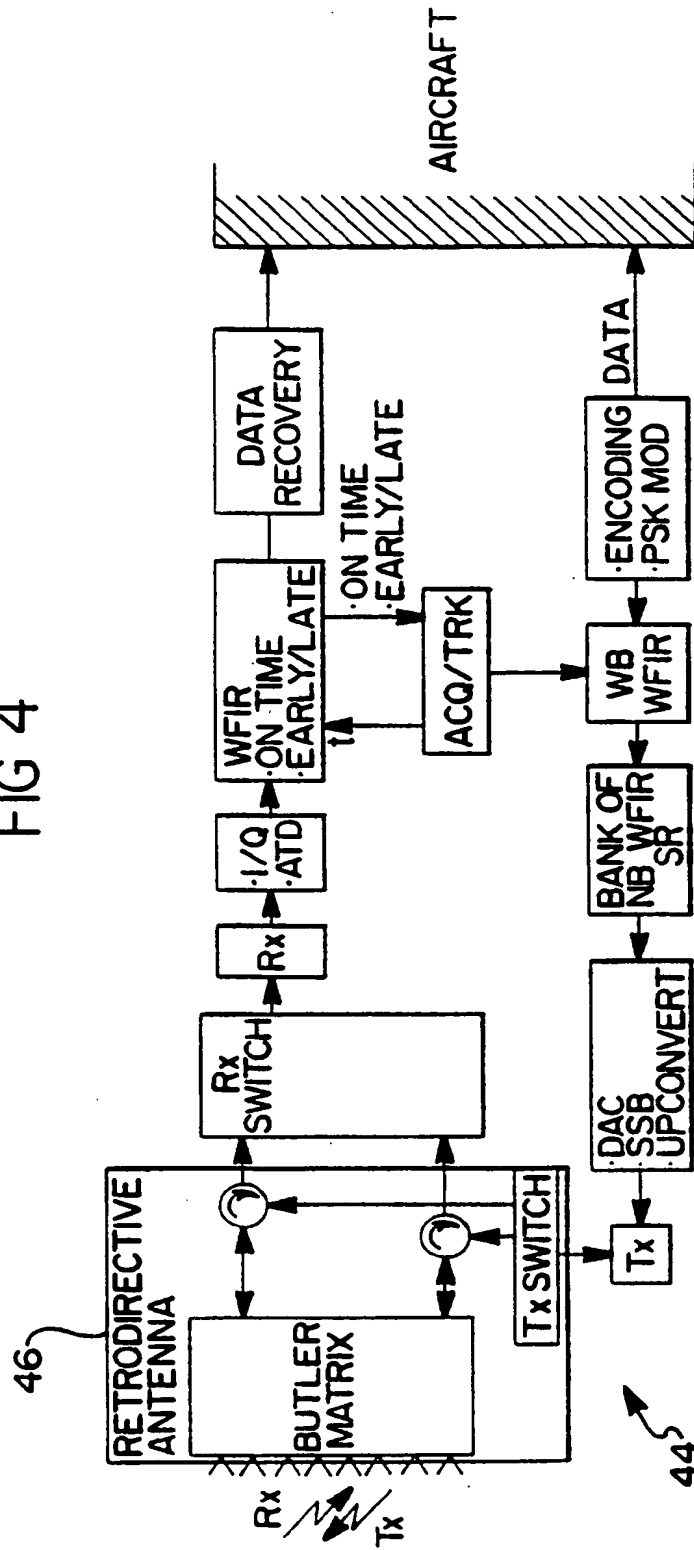 FIG 4
46
RETRODIRECTIVE
ANTENNA
BUTLER
MATRIX
Rx
Tx
Tx SWITCH
Rx
SWITCH
Rx
·I/Q
·ATD
WFIR
·ON TIME
·EARLY/LATE
t
·ON TIME
·EARLY/LATE
ACQ/TRK
DATA
RECOVERY
AIRCRAFT
DATA
·ENCODING
·PSK MOD
WB
WFIR
BANK OF
NB WFIR
SR
·DAC
·SSB
·UPCONVERT
Tx
44